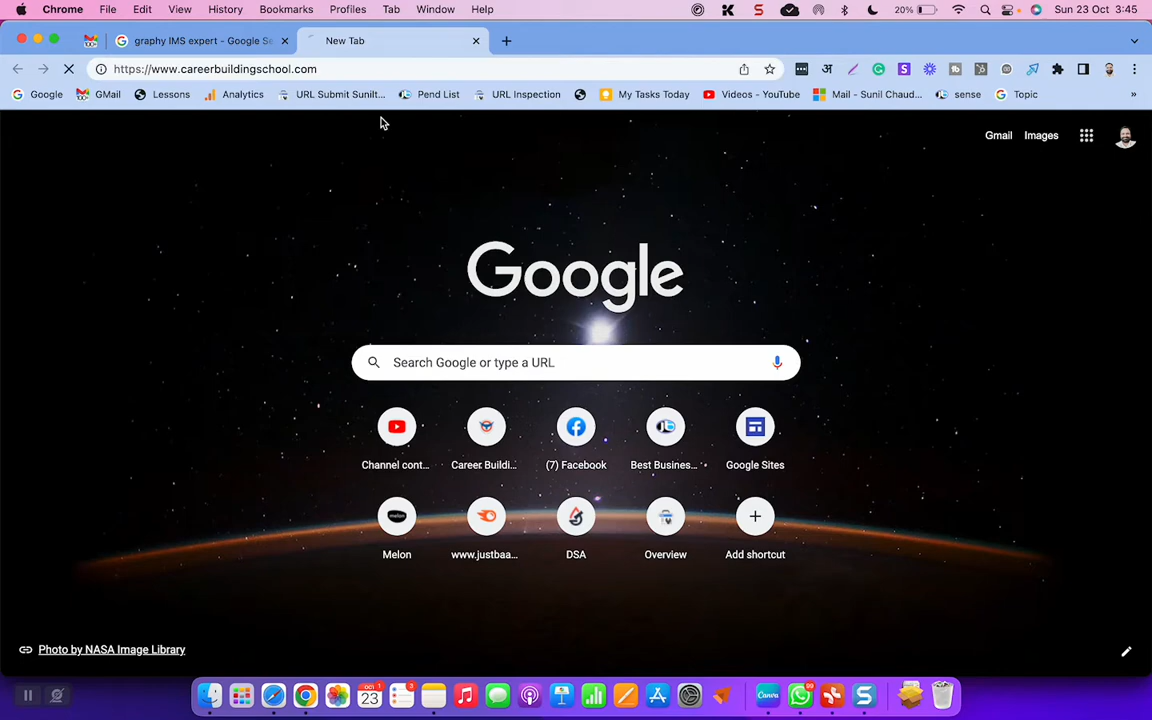 Chrome File Edit View History Bookmarks Profiles Tab Window Help 20% Sun 23 Oct 3:45
graphy IMS expert - Google Se New Tab
https://www.careerbuildingschool.com
Google GMail Lessons Analytics URL Submit Sunilt... Pend List URL Inspection My Tasks Today Videos - YouTube Mail - Sunil Chaud... sense Topic »
Gmail Images
Google
Search Google or type a URL
Channel cont... Career Buildi... (7) Facebook Best Busines... Google Sites
Melon www.justbaa... DSA Overview Add shortcut
Photo by NASA Image Library